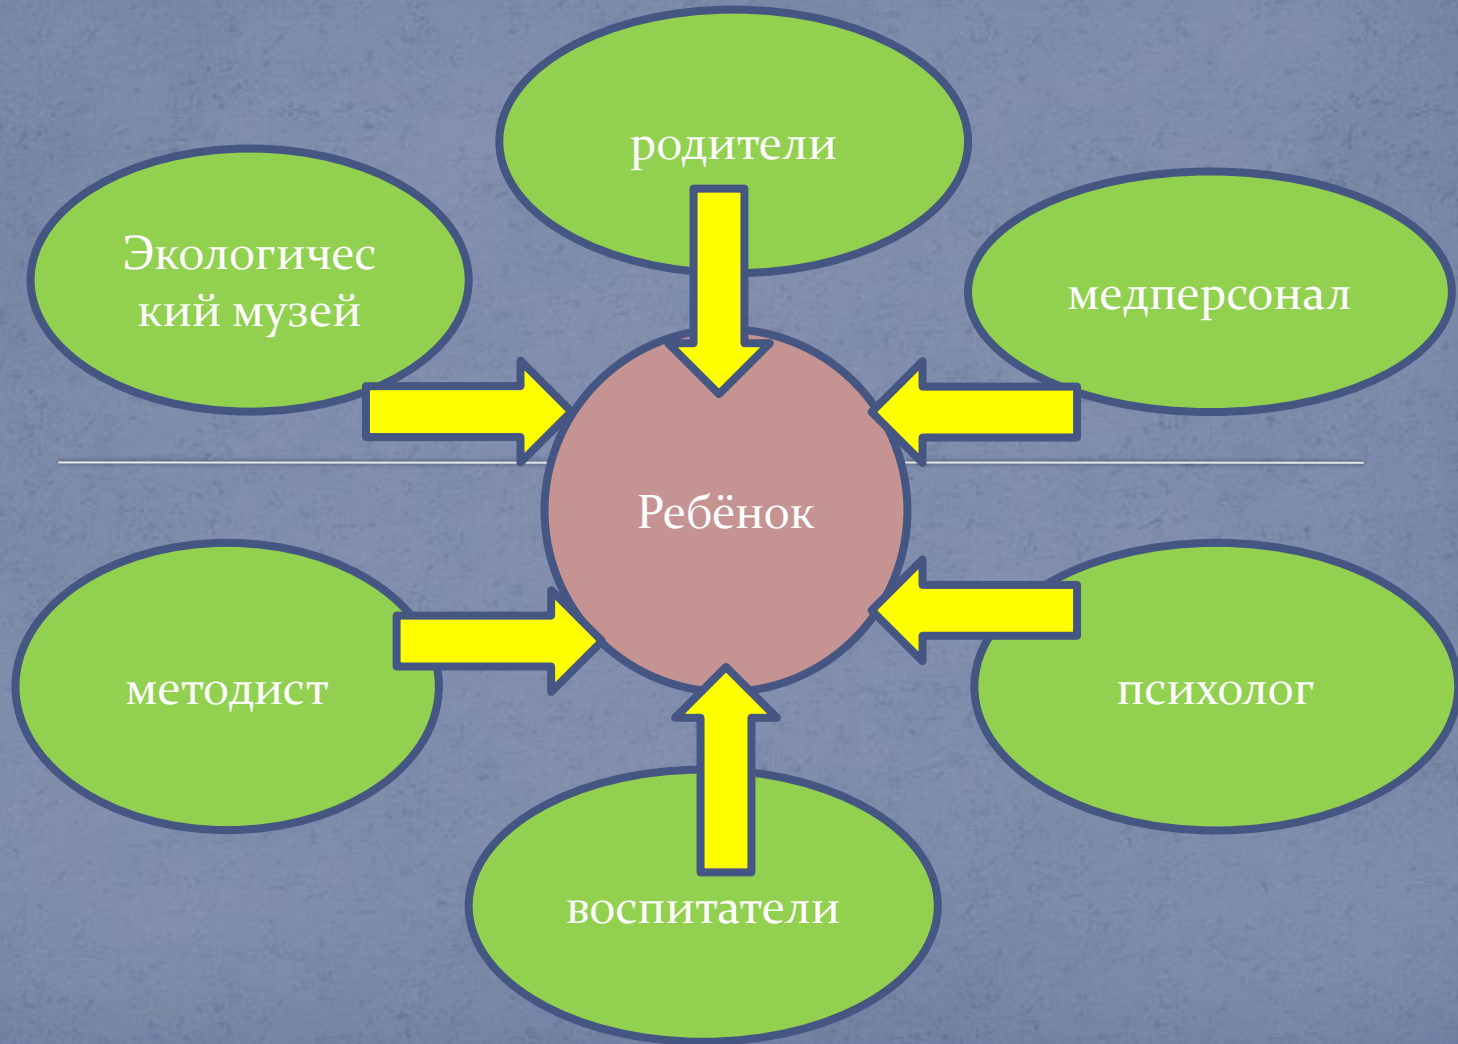 родители
Экологичес
кий музей
медперсонал
Ребёнок
методист
психолог
воспитатели